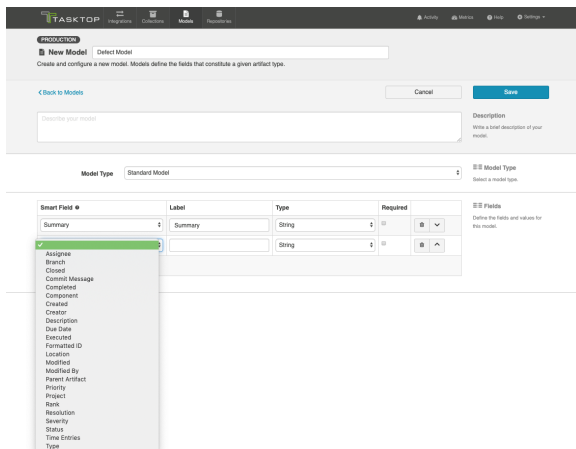 TASKTOP
Integrations
Collections
Models
Repositories
Activity
Metrics
Help
Settings
PRODUCTION
New Model
Defect Model
Create and configure a new model. Models define the fields that constitute a given artifact type.
Back to Models
Cancel
Save
Describe your model
Description
Write a brief description of your
model.
Model Type
Standard Model
Model Type
Select a model type.
Smart Field
Label
Type
Required
Summary
Summary
String
String
Fields
Define the fields and values for
this model.
Assignee
Branch
Closed
Commit Message
Completed
Component
Created
Creator
Description
Due Date
Executed
Formatted ID
Location
Modified
Modified By
Parent Artifact
Priority
Project
Rank
Resolution
Severity
Status
Time Entries
Type